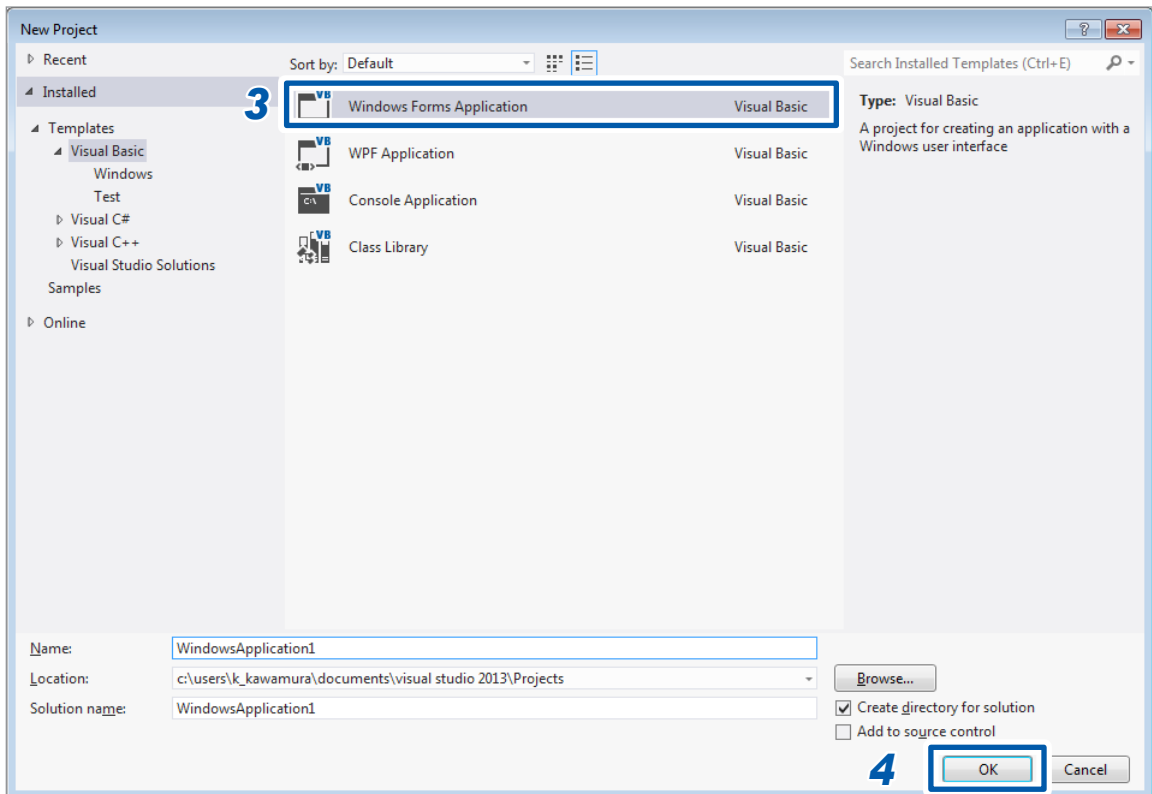 New Project
Recent
Installed
Templates
Visual Basic
Windows
Test
Visual C#
Visual C++
Visual Studio Solutions
Samples
Online
Sort by: Default
3
VB Windows Forms Application Visual Basic
VB WPF Application Visual Basic
VB C:\ Console Application Visual Basic
VB Class Library Visual Basic
Search Installed Templates (Ctrl+E)
Type: Visual Basic
A project for creating an application with a
Windows user interface
Name: WindowsApplication1
Location: c:\users\k_kawamura\documents\visual studio 2013\Projects
Browse...
Solution name: WindowsApplication1
Create directory for solution
Add to source control
4
OK Cancel